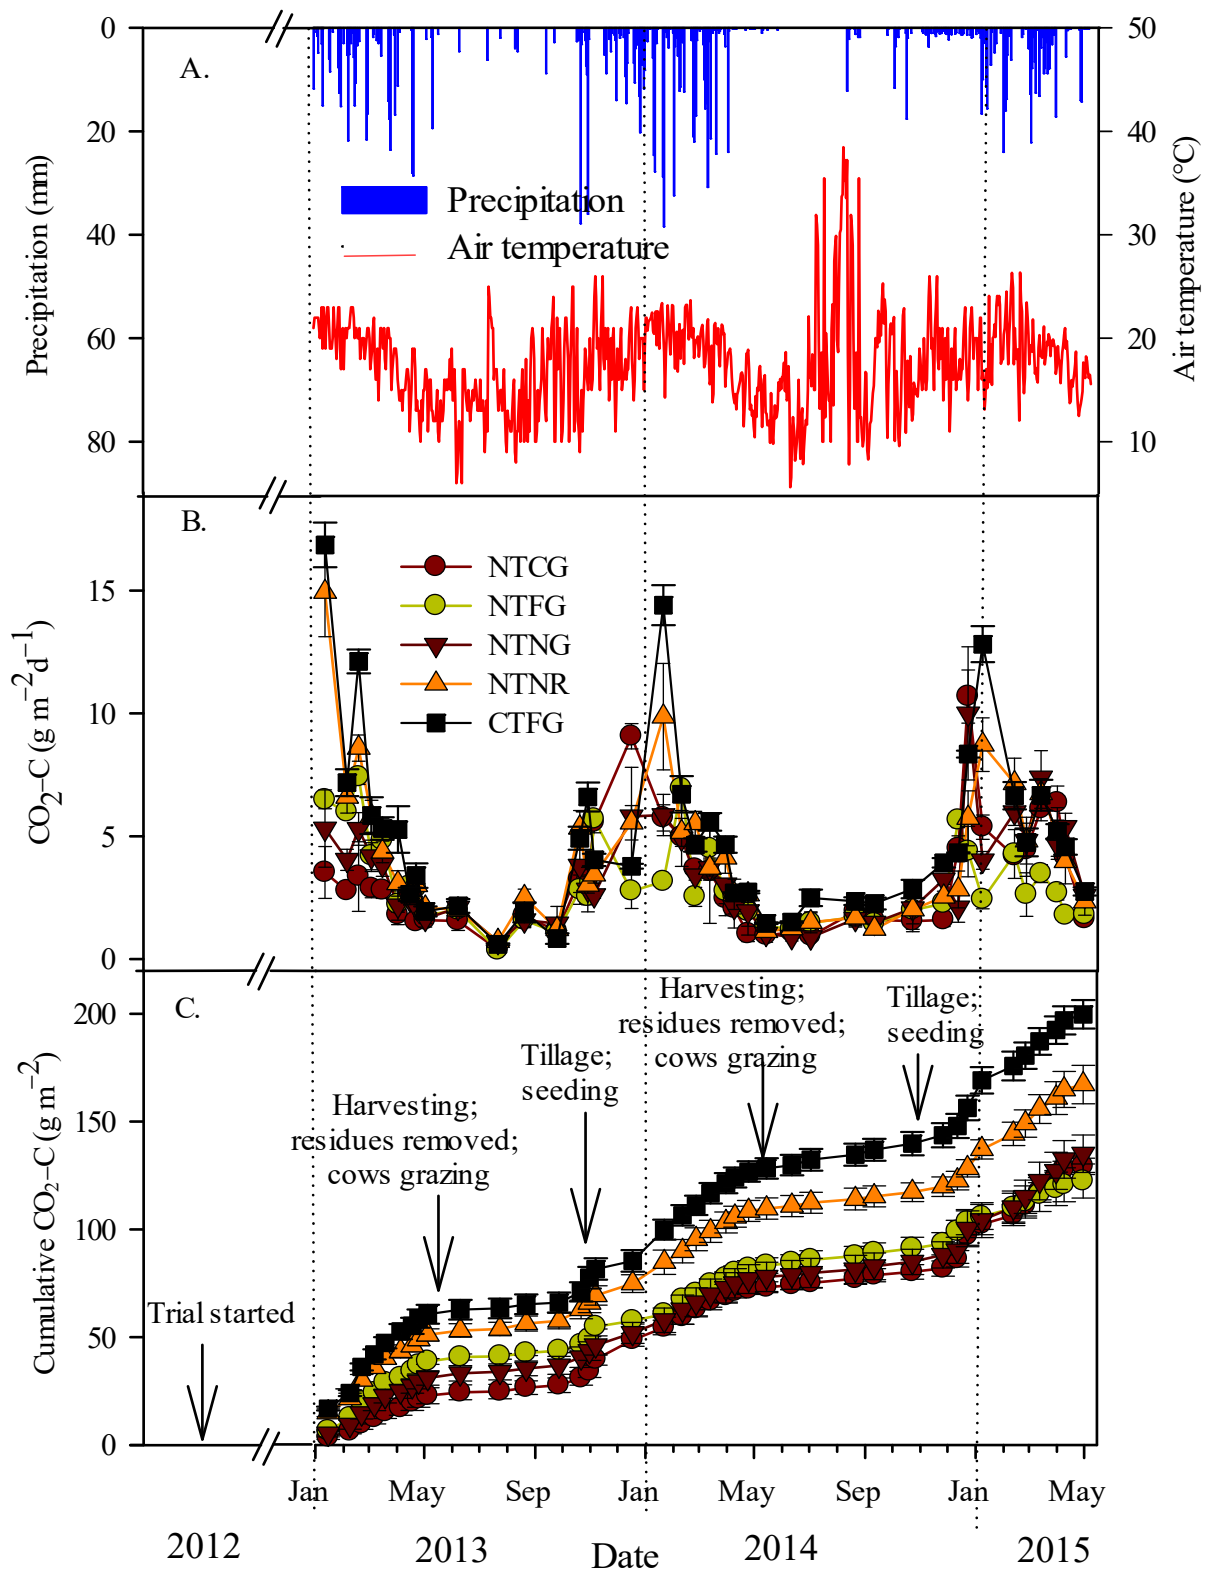 0
50
A.
20
40
Precipitation (mm)
Air temperature (°C)
Precipitation
40
30
Air temperature
60
20
80
10
B.
15
NTCG
NTFG
NTNG
NTNR
CTFG
CO2–C (g m−2d−1)
10
5
0
C.
200
Harvesting;
residues removed;
cows grazing
Tillage;
seeding
Tillage;
seeding
150
Harvesting;
residues removed;
cows grazing
Cumulative CO2–C (g m−2)
100
Trial started
50
0
Jan May Sep Jan May Sep Jan May
2012 2013 Date 2014 2015